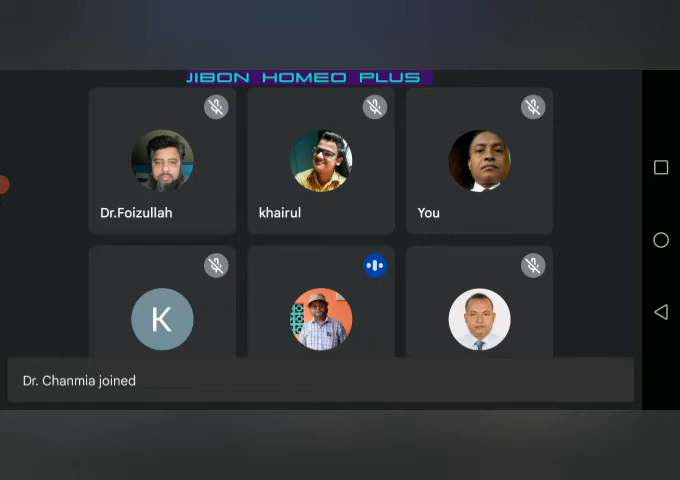 JIBON HOMEO PLUS
Dr.Foizullah
khairul
You
K
Dr. Chanmia joined